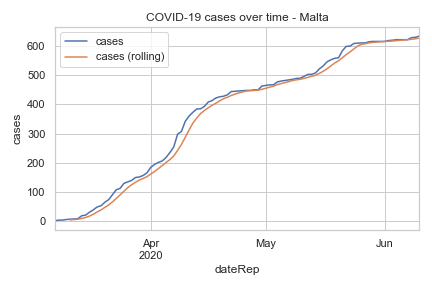 COVID-19 cases over time - Malta
cases
cases (rolling)
600
500
400
300
200
100
0
cases
Apr
2020
May
Jun
dateRep